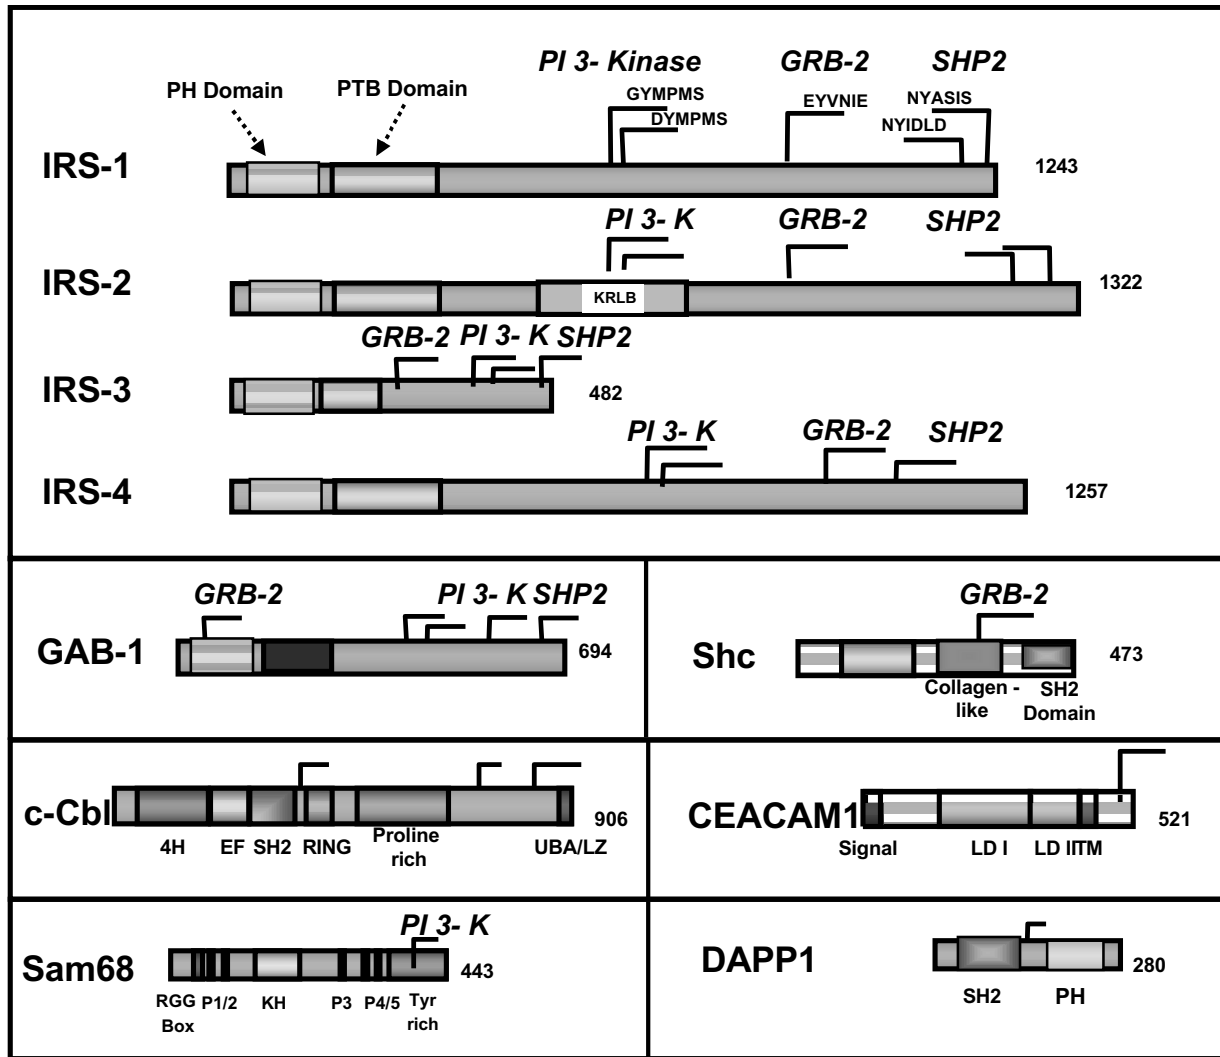 PI 3- Kinase GRB-2 SHP2
PH Domain PTB Domain
GYMPMS EYVNIE NYASIS
DYMPMS NYIDLD
IRS-1 1243
PI 3- K GRB-2 SHP2
IRS-2 KRLB 1322
GRB-2 PI 3- K SHP2
IRS-3 482
PI 3- K GRB-2 SHP2
IRS-4 1257
GRB-2 PI 3- K SHP2
GAB-1 694
GRB-2
Shc 473
Collagen - SH2
like Domain
c-Cbl 906
4H EF SH2 RING Proline UBA/LZ
rich
CEACAM1 521
Signal LD I LD II TM
PI 3- K
Sam68 443
RGG P1/2 KH P3 P4/5 Tyr
Box rich
DAPP1 280
SH2 PH